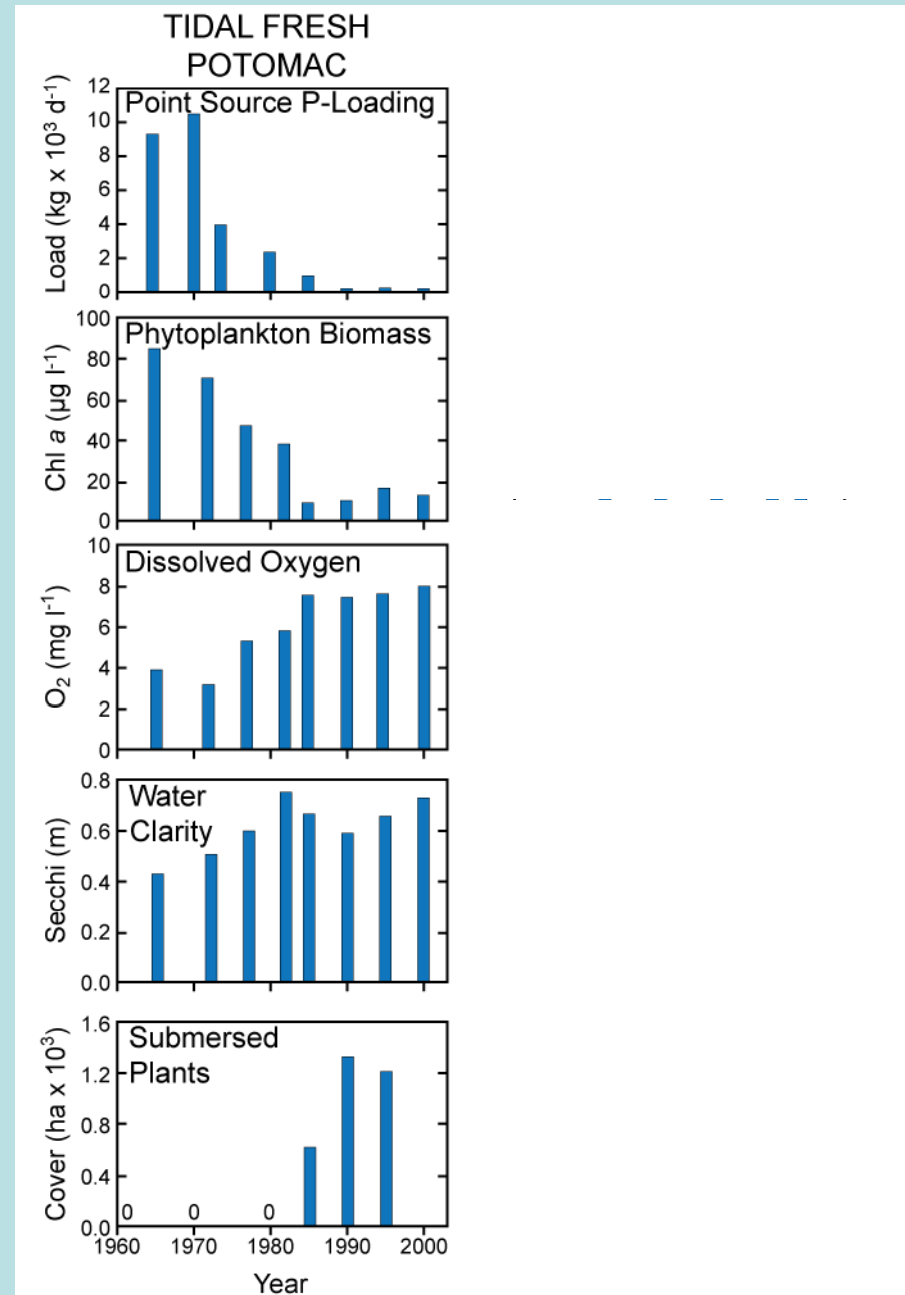 TIDAL FRESH
POTOMAC
Point Source P-Loading
Load (kg x 10³ d⁻¹)
12
10
8
6
4
2
0
Phytoplankton Biomass
Chl a (µg l⁻¹)
100
80
60
40
20
0
Dissolved Oxygen
O₂ (mg l⁻¹)
10
8
6
4
2
0
Water
Clarity
Secchi (m)
0.8
0.6
0.4
0.2
0.0
Submersed
Plants
Cover (ha x 10³)
1.6
1.2
0.8
0.4
0.0
0 0 0
1960 1970 1980 1990 2000
Year